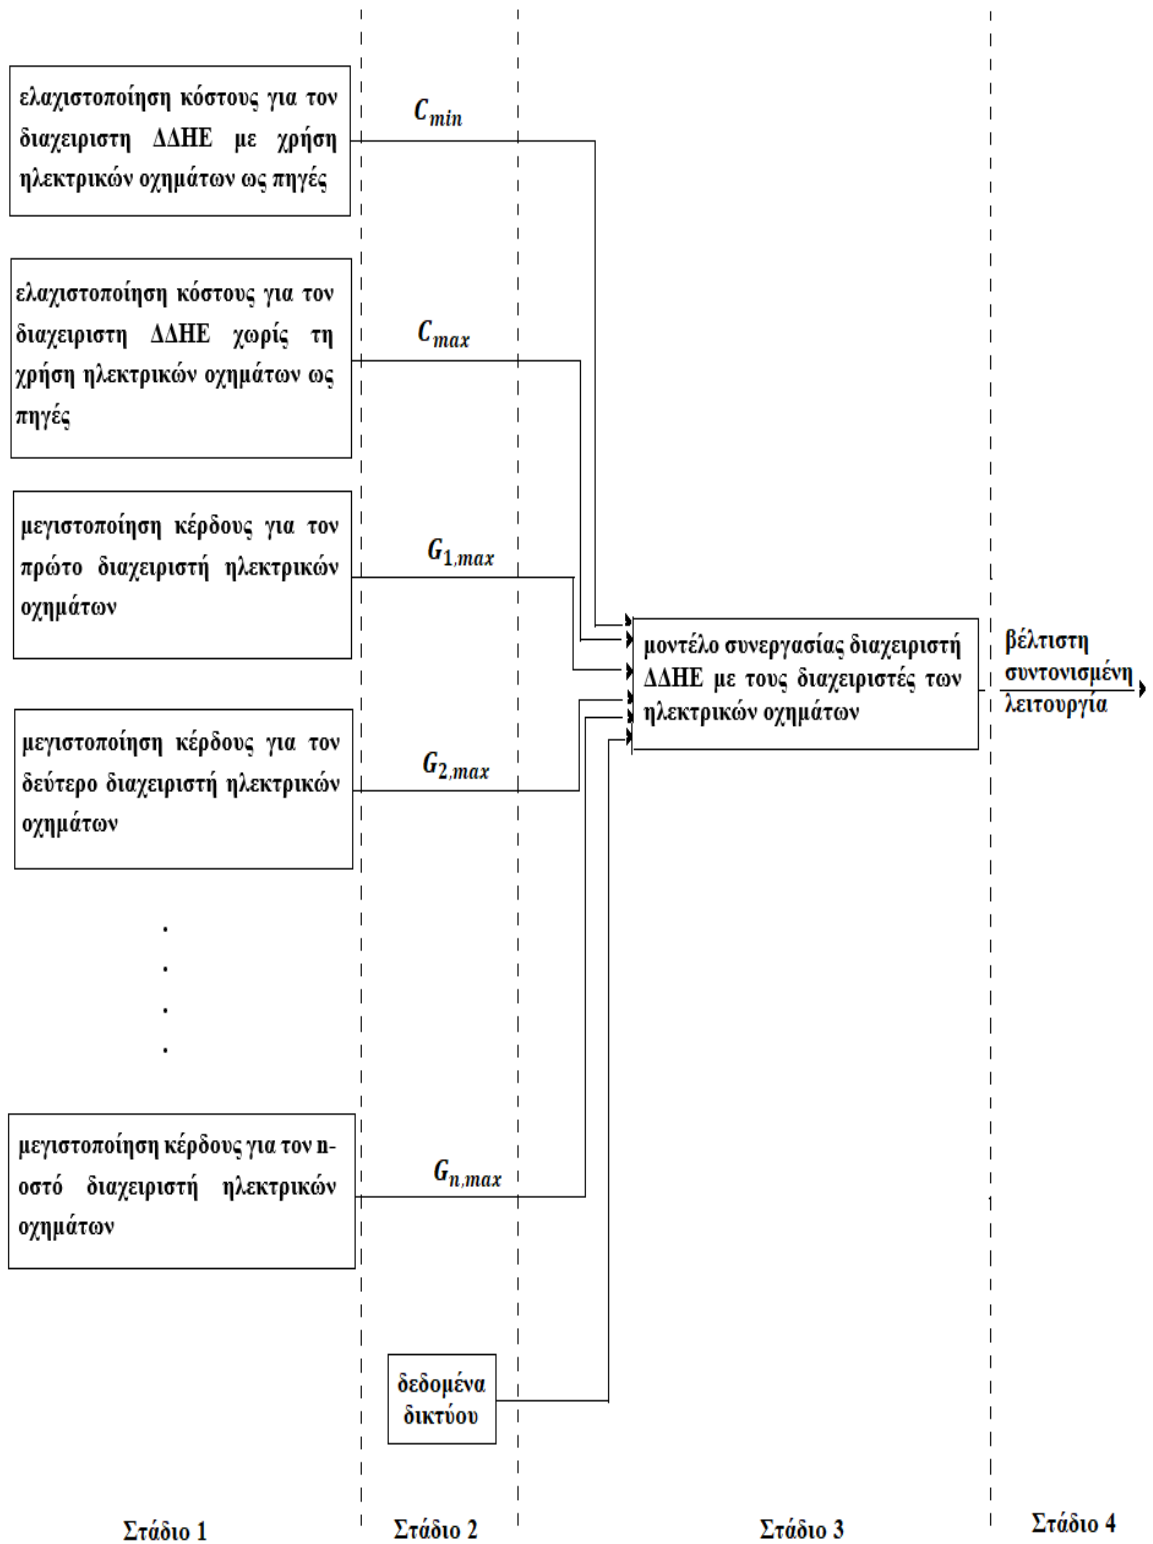 ελαχιστοποίηση κόστους για τον
διαχειριστη ΔΔΗΕ με χρήση
ηλεκτρικών οχημάτων ως πηγές
C_min
ελαχιστοποίηση κόστους για τον
διαχειριστη ΔΔΗΕ χωρίς τη
χρήση ηλεκτρικών οχημάτων ως
πηγές
C_max
μεγιστοποίηση κέρδους για τον
πρώτο διαχειριστή ηλεκτρικών
οχημάτων
G_1,max
μεγιστοποίηση κέρδους για τον
δεύτερο διαχειριστή ηλεκτρικών
οχημάτων
G_2,max
.
.
.
.
μεγιστοποίηση κέρδους για τον n-
οστό διαχειριστή ηλεκτρικών
οχημάτων
G_n,max
δεδομένα
δικτύου
μοντέλο συνεργασίας διαχειριστή
ΔΔΗΕ με τους διαχειριστές των
ηλεκτρικών οχημάτων
βέλτιστη
συντονισμένη
λειτουργία
Στάδιο 1
Στάδιο 2
Στάδιο 3
Στάδιο 4